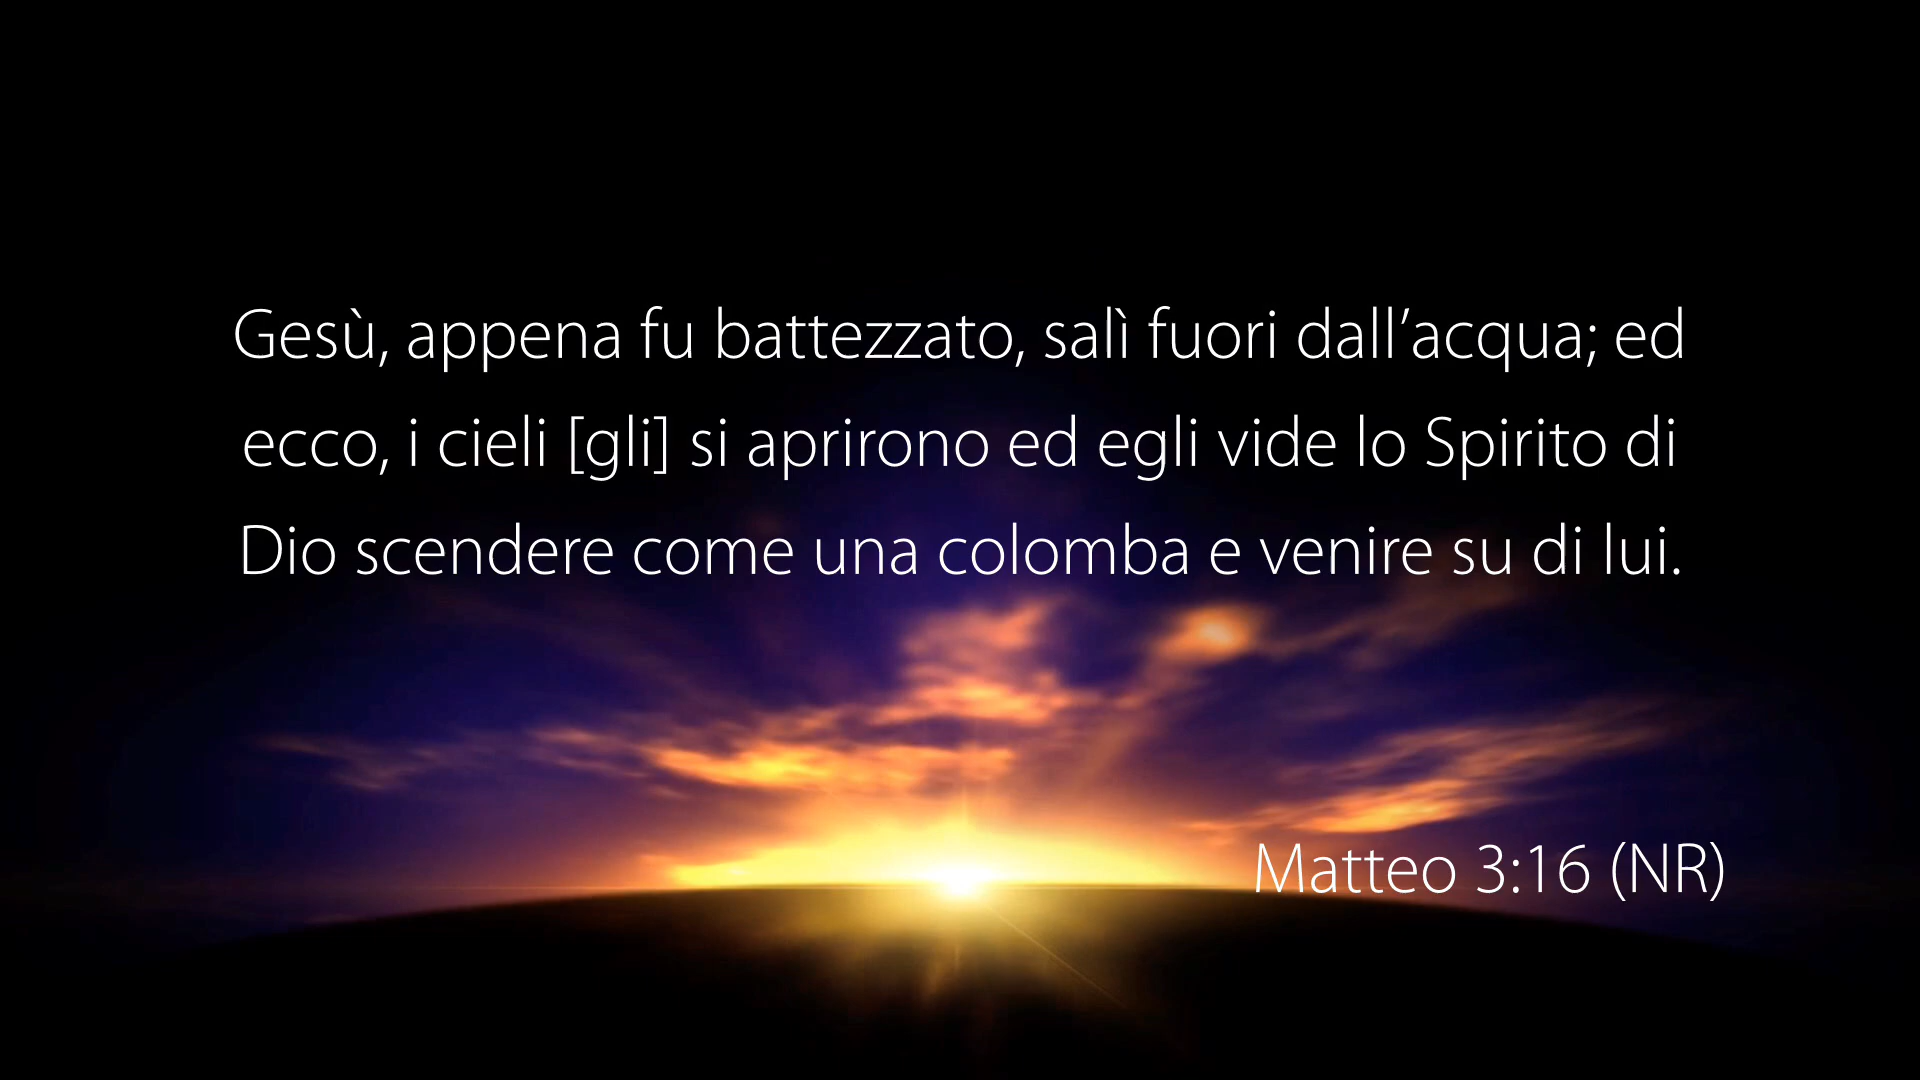 Gesù, appena fu battezzato, salì fuori dall’acqua; ed
ecco, i cieli [gli] si aprirono ed egli vide lo Spirito di
Dio scendere come una colomba e venire su di lui.
Matteo 3:16 (NR)